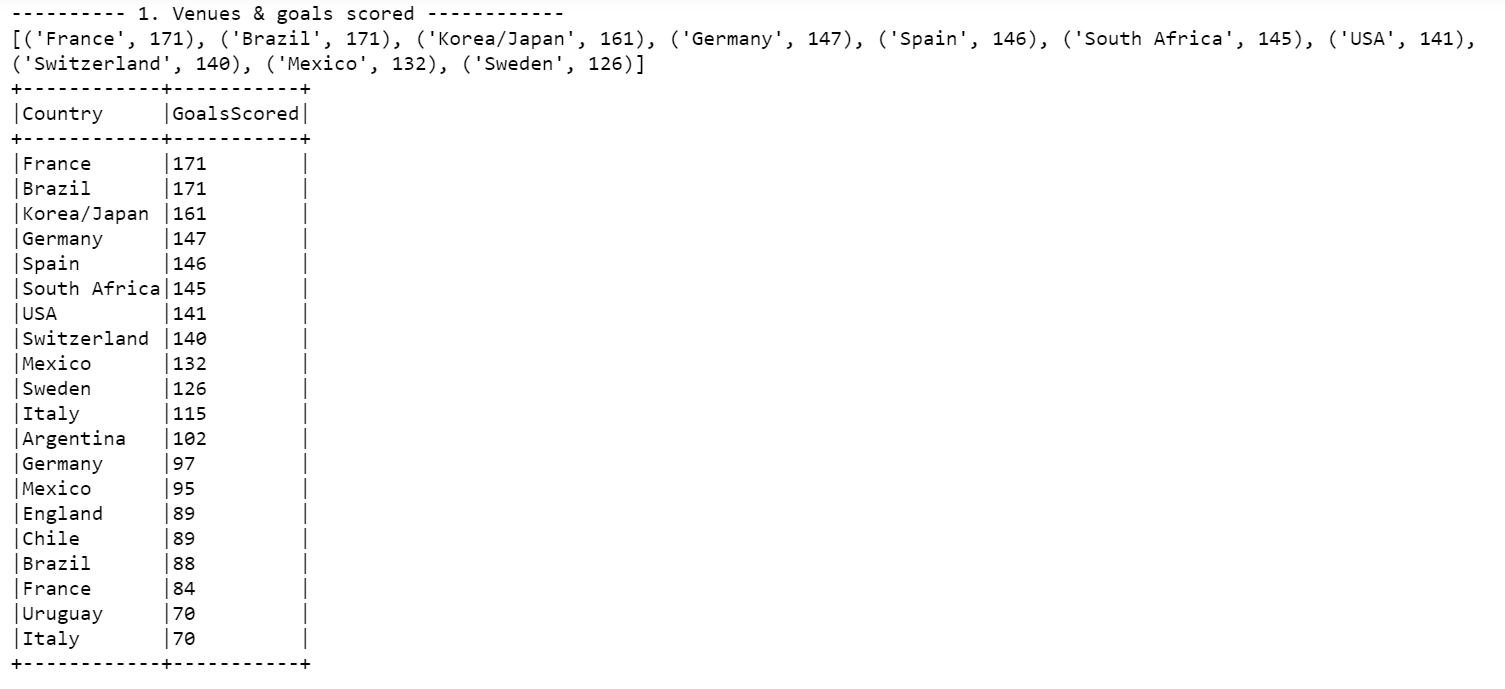 ---------- 1. Venues & goals scored ------------
[('France', 171), ('Brazil', 171), ('Korea/Japan', 161), ('Germany', 147), ('Spain', 146), ('South Africa', 145), ('USA', 141),
('Switzerland', 140), ('Mexico', 132), ('Sweden', 126)]
+------------+-----------+
|Country     |GoalsScored|
+------------+-----------+
|France      |171        |
|Brazil      |171        |
|Korea/Japan |161        |
|Germany     |147        |
|Spain       |146        |
|South Africa|145        |
|USA         |141        |
|Switzerland |140        |
|Mexico      |132        |
|Sweden      |126        |
|Italy       |115        |
|Argentina   |102        |
|Germany     |97         |
|Mexico      |95         |
|England     |89         |
|Chile       |89         |
|Brazil      |88         |
|France      |84         |
|Uruguay     |70         |
|Italy       |70         |
+------------+-----------+